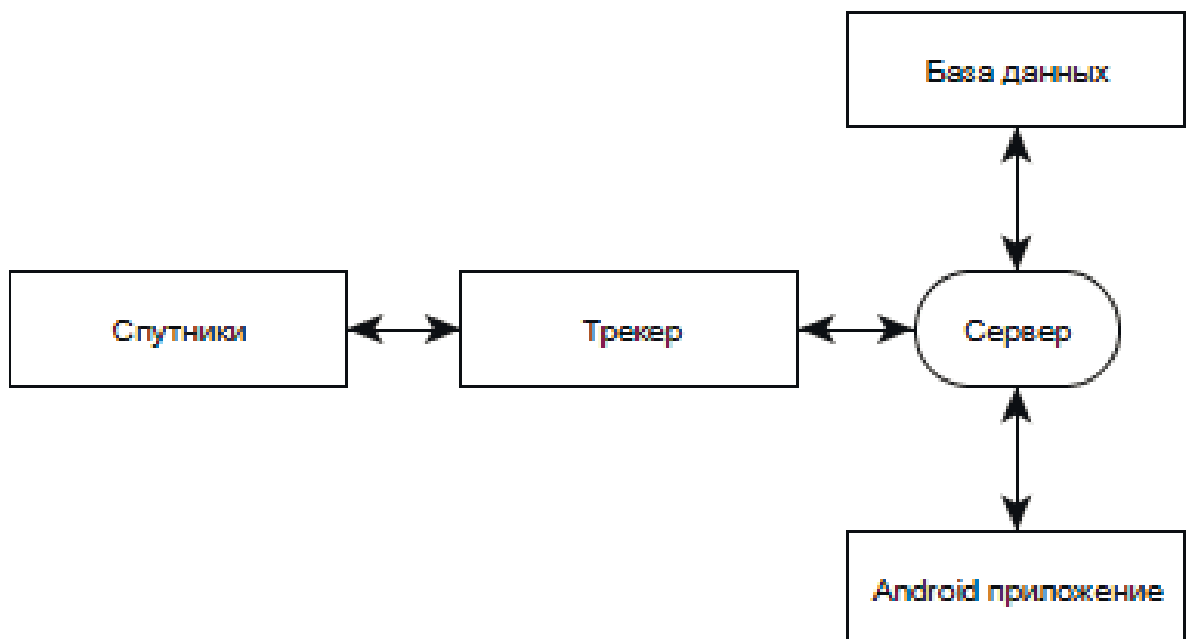 База данных
Спутники
Трекер
Сервер
Android приложение